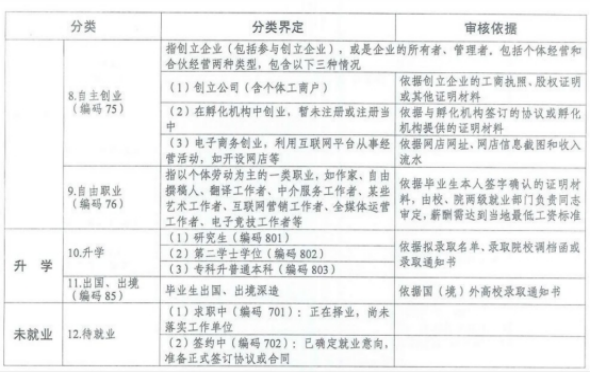 分类
分类界定
审核依据
指创立企业（包括参与创立企业），或是企业的所有者、管理者，包括个体经营和
合伙经营两种类型，包含以下三种情况
8.自主创业
（编码 75）
（1）创立公司（含个体工商户）
依据创立企业的工商执照、股权证明
或其他证明材料
（2）在孵化机构中创业，暂未注册或注册当
中
依据与孵化机构签订的协议或孵化
机构提供的证明材料
（3）电子商务创业，利用互联网平台从事经
营活动，如开设网店等
依据网店网址、网店信息截图和收入
流水
9.自由职业
（编码 76）
指以个体劳动为主的一类职业，如作家、自由
撰稿人、翻译工作者、中介服务工作者、某些
艺术工作者、互联网营销工作者、全媒体运营
工作者、电子竞技工作者等
依据毕业生本人签字确认的证明材
料，由校、院两级就业部门负责同志
审定，薪酬需达到当地最低工资标准
升 学
10.升学
（1）研究生（编码 801）
（2）第二学士学位（编码 802）
（3）专科升普通本科（编码 803）
依据拟录取名单、录取院校调档函或
录取通知书
11.出国、出境
（编码 85）
毕业生出国、出境深造
依据国（境）外高校录取通知书
未就业
12.待就业
（1）求职中（编码 701）：正在择业，尚未
落实工作单位
（2）签约中（编码 702）：已确定就业意向，
准备正式签订协议或合同